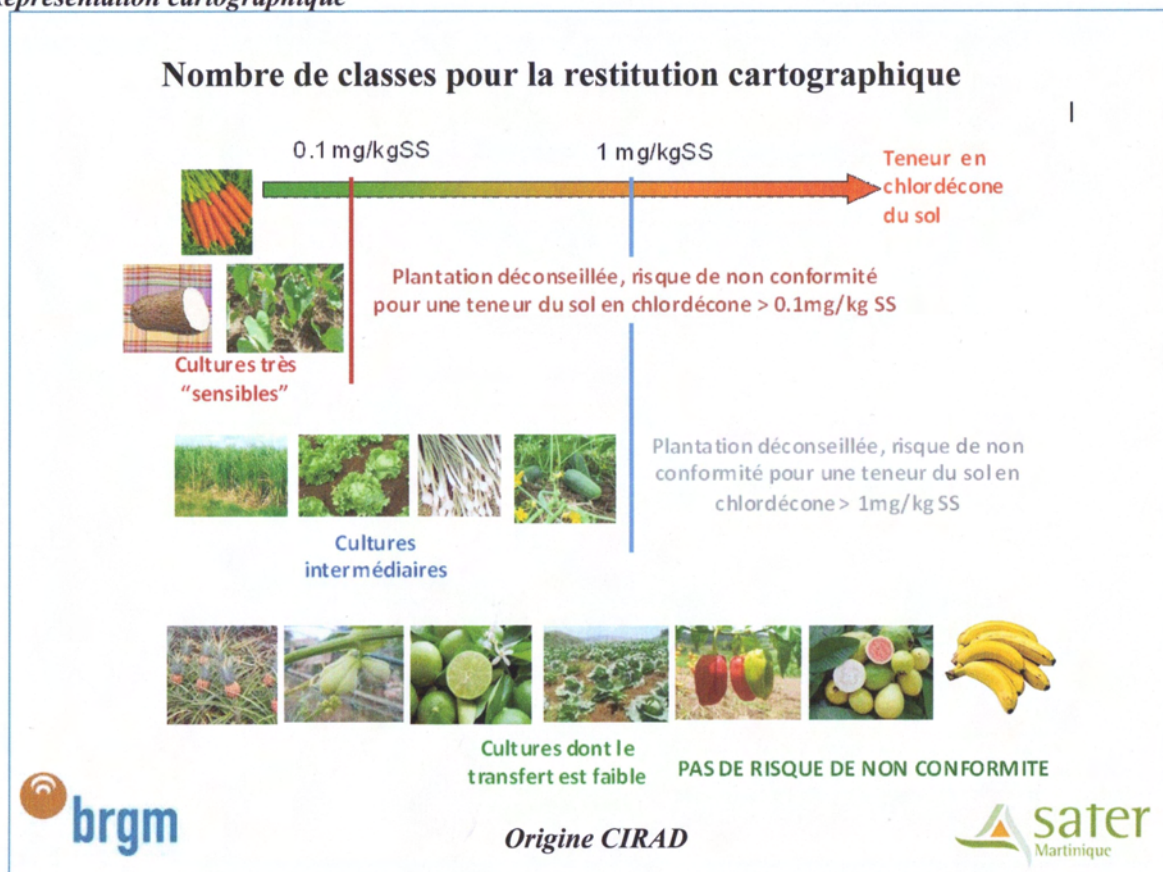 Représentation cartographique
Nombre de classes pour la restitution cartographique
0.1 mg/kgSS
1 mg/kgSS
Teneur en
chlordécone
du sol
Plantation déconseillée, risque de non conformité
pour une teneur du sol en chlordécone > 0.1mg/kg SS
Cultures très
“sensibles”
Plantation déconseillée, risque de non
conformité pour une teneur du sol en
chlordécone > 1mg/kg SS
Cultures
intermédiaires
Cultures dont le
transfert est faible
PAS DE RISQUE DE NON CONFORMITE
brgm
Origine CIRAD
sater
Martinique